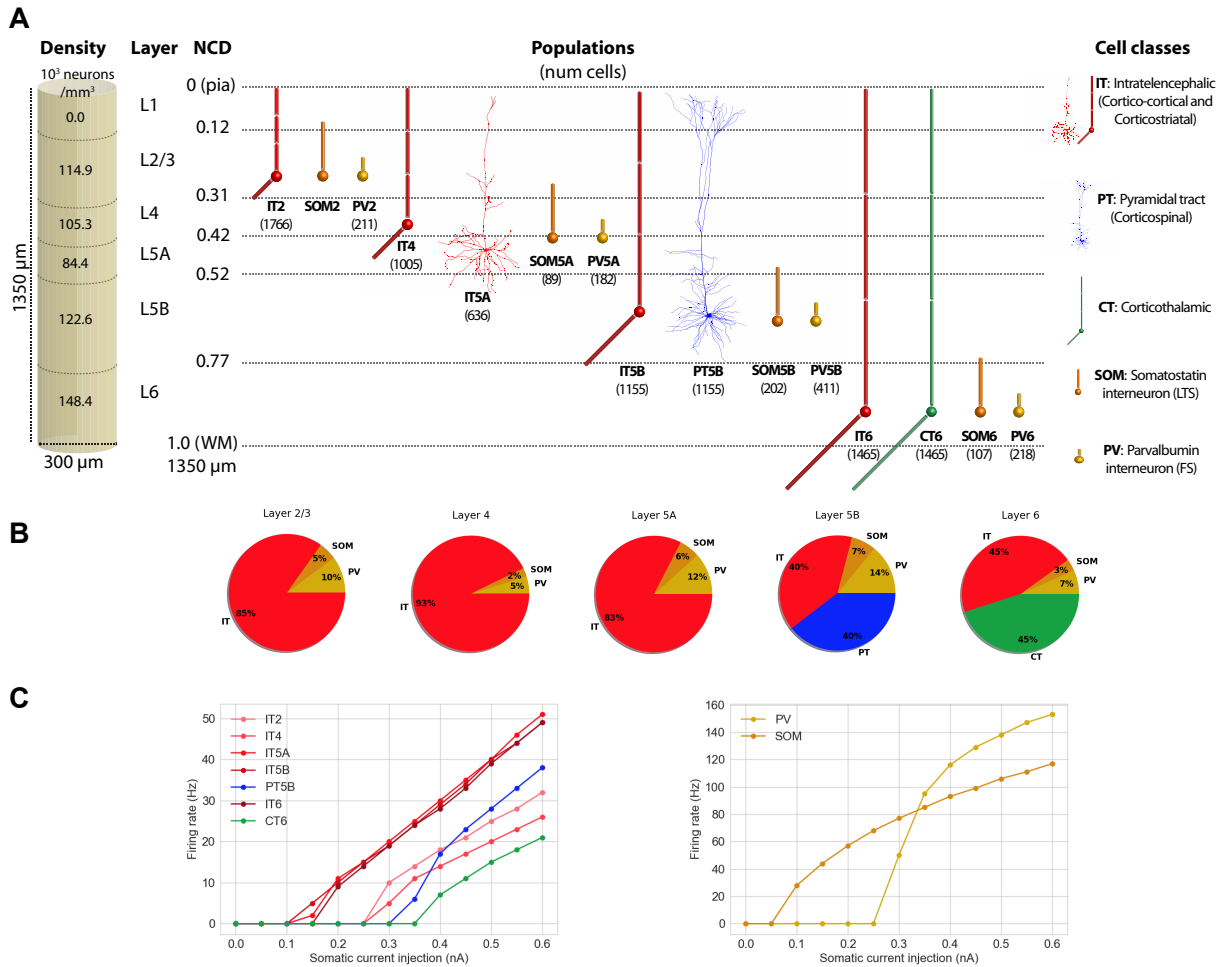 A
Density
Layer
NCD
Populations
(num cells)
Cell classes
10³ neurons
/mm³
0.0
114.9
105.3
84.4
122.6
148.4
1350 µm
300 µm
L1
L2/3
L4
L5A
L5B
L6
0 (pia)
0.12
0.31
0.42
0.52
0.77
1.0 (WM)
1350 µm
IT2
(1766)
SOM2
PV2
(211)
IT4
(1005)
IT5A
(636)
SOM5A
(89)
PV5A
(182)
IT5B
(1155)
PT5B
(1155)
SOM5B
(202)
PV5B
(411)
IT6
(1465)
CT6
(1465)
SOM6
(107)
PV6
(218)
IT: Intratelencephalic
(Cortico-cortical and
Corticostriatal)
PT: Pyramidal tract
(Corticospinal)
CT: Corticothalamic
SOM: Somatostatin
interneuron (LTS)
PV: Parvalbumin
interneuron (FS)
B
Layer 2/3
SOM
5%
PV
10%
IT
85%
Layer 4
SOM
2%
PV
5%
IT
93%
Layer 5A
SOM
6%
PV
12%
IT
83%
Layer 5B
IT
40%
SOM
7%
PV
14%
40%
PT
Layer 6
IT
45%
SOM
3%
PV
7%
45%
CT
C
Firing rate (Hz)
50
40
30
20
10
0
IT2
IT4
IT5A
IT5B
PT5B
IT6
CT6
0.0 0.1 0.2 0.3 0.4 0.5 0.6
Somatic current injection (nA)
Firing rate (Hz)
160
140
120
100
80
60
40
20
0
PV
SOM
0.0 0.1 0.2 0.3 0.4 0.5 0.6
Somatic current injection (nA)